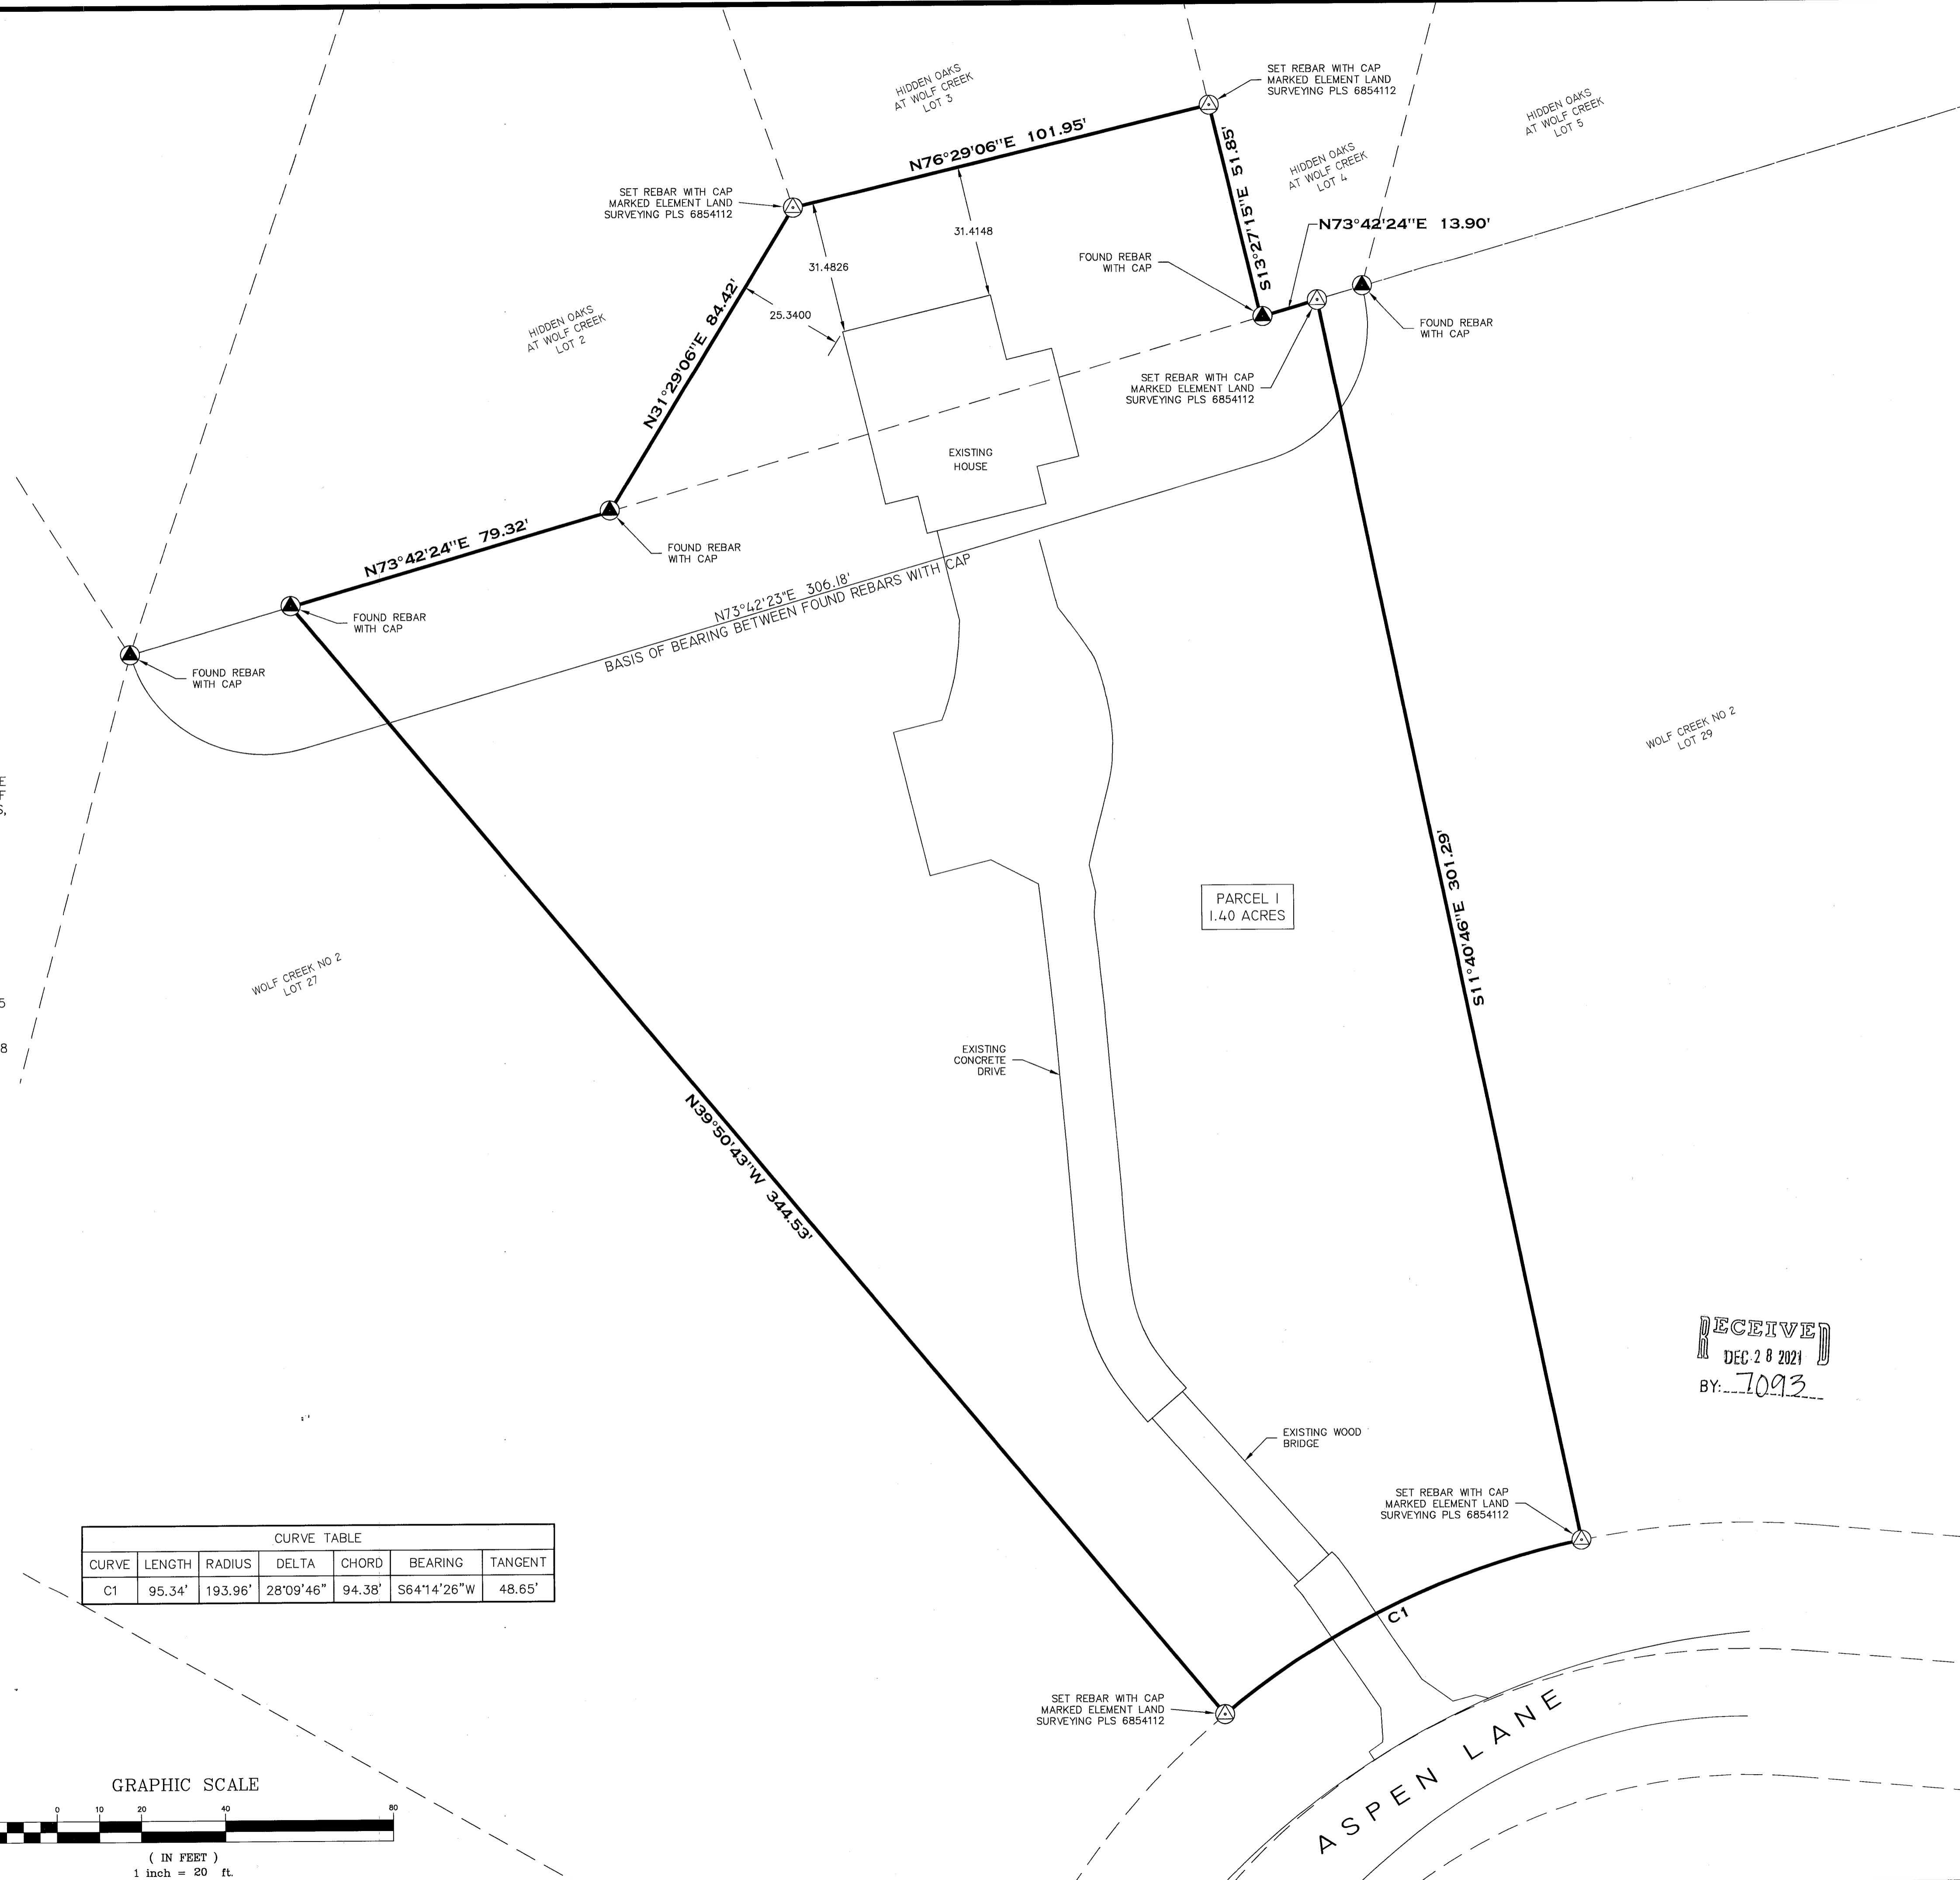 HIDDEN OAKS
AT WOLF CREEK
LOT 3
SET REBAR WITH CAP
MARKED ELEMENT LAND
SURVEYING PLS 6854112
HIDDEN OAKS
AT WOLF CREEK
LOT 5
N76°29'06"E 101.95'
S13°27'15"E 51.85'
HIDDEN OAKS
AT WOLF CREEK
LOT 4
SET REBAR WITH CAP
MARKED ELEMENT LAND
SURVEYING PLS 6854112
N73°42'24"E 13.90'
31.4148
31.4826
FOUND REBAR
WITH CAP
25.3400
HIDDEN OAKS
AT WOLF CREEK
LOT 2
N31°29'06"E 84.42'
FOUND REBAR
WITH CAP
SET REBAR WITH CAP
MARKED ELEMENT LAND
SURVEYING PLS 6854112
EXISTING
HOUSE
N73°42'24"E 79.32'
FOUND REBAR
WITH CAP
N73°42'23"E 306.18'
BASIS OF BEARING BETWEEN FOUND REBARS WITH CAP
FOUND REBAR
WITH CAP
FOUND REBAR
WITH CAP
WOLF CREEK NO 2
LOT 29
E
F
S,
S11°40'46"E 301.29'
PARCEL 1
1.40 ACRES
WOLF CREEK NO 2
LOT 27
5
8
EXISTING
CONCRETE
DRIVE
N39°50'43"W 344.53'
RECEIVED
DEC 28 2021
BY: 7093
EXISTING WOOD
BRIDGE
SET REBAR WITH CAP
MARKED ELEMENT LAND
SURVEYING PLS 6854112
CURVE TABLE
CURVE LENGTH RADIUS DELTA CHORD BEARING TANGENT
C1 95.34' 193.96' 28°09'46" 94.38' S64°14'26"W 48.65'
C1
SET REBAR WITH CAP
MARKED ELEMENT LAND
SURVEYING PLS 6854112
ASPEN LANE
GRAPHIC SCALE
0 10 20 40 80
( IN FEET )
1 inch = 20 ft.